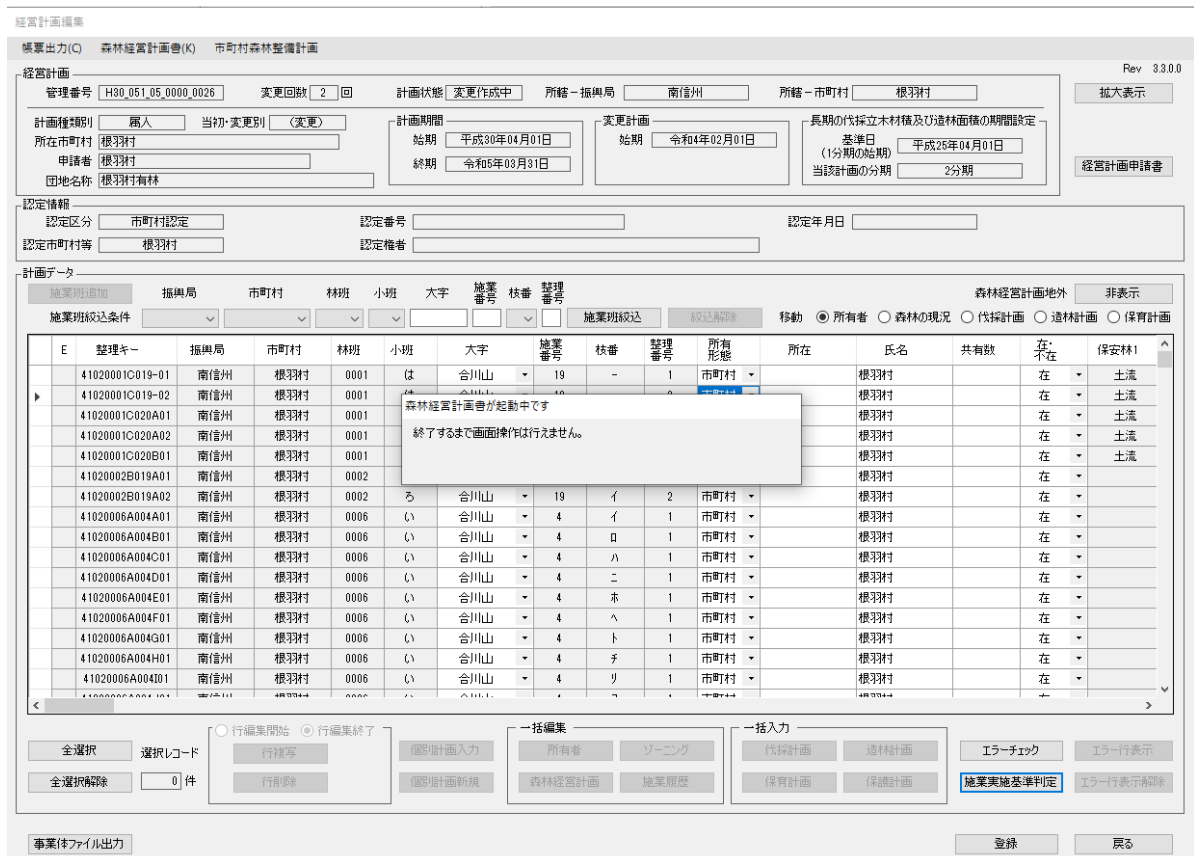 経営計画編集
帳票出力(C) 森林経営計画書(K) 市町村森林整備計画
Rev 3.3.0.0
経営計画
管理番号 H30_051_05_0000_0026 変更回数 2 回 計画状態 変更作成中 所轄－振興局 南信州 所轄－市町村 根羽村 拡大表示
計画種類別 属人 当初・変更別 (変更)
所在市町村 根羽村
申請者 根羽村
団地名称 根羽村有林
計画期間
始期 平成30年04月01日
終期 令和5年03月31日
変更計画
始期 令和4年02月01日
長期の伐採立木材積及び造林面積の期間設定
基準日
(1分期の始期) 平成25年04月01日
当該計画の分期 2分期
経営計画申請書
認定情報
認定区分 市町村認定 認定番号 認定年月日
認定市町村等 根羽村 認定権者
計画データ
施業班追加 振興局 市町村 林班 小班 大字 施業番号 枝番 整理番号 森林経営計画地外 非表示
施業班絞込条件 施業班絞込 絞込解除 移動 所有者 森林の現況 伐採計画 造林計画 保育計画
E 整理キー 振興局 市町村 林班 小班 大字 施業番号 枝番 整理番号 所有形態 所在 氏名 共有数 在・不在 保安林1
41020001C019-01 南信州 根羽村 0001 は 合川山 19 － 1 市町村 根羽村 在 土流
41020001C019-02 南信州 根羽村 0001 根羽村 在 土流
41020001C020A01 南信州 根羽村 0001 根羽村 在 土流
41020001C020A02 南信州 根羽村 0001 根羽村 在 土流
41020001C020B01 南信州 根羽村 0001 根羽村 在 土流
41020002B019A01 南信州 根羽村 0002 根羽村 在
41020002B019A02 南信州 根羽村 0002 ろ 合川山 19 イ 2 市町村 根羽村 在
41020006A004A01 南信州 根羽村 0006 い 合川山 4 イ 1 市町村 根羽村 在
41020006A004B01 南信州 根羽村 0006 い 合川山 4 ロ 1 市町村 根羽村 在
41020006A004C01 南信州 根羽村 0006 い 合川山 4 ハ 1 市町村 根羽村 在
41020006A004D01 南信州 根羽村 0006 い 合川山 4 ニ 1 市町村 根羽村 在
41020006A004E01 南信州 根羽村 0006 い 合川山 4 ホ 1 市町村 根羽村 在
41020006A004F01 南信州 根羽村 0006 い 合川山 4 ヘ 1 市町村 根羽村 在
41020006A004G01 南信州 根羽村 0006 い 合川山 4 ト 1 市町村 根羽村 在
41020006A004H01 南信州 根羽村 0006 い 合川山 4 チ 1 市町村 根羽村 在
41020006A004I01 南信州 根羽村 0006 い 合川山 4 リ 1 市町村 根羽村 在
森林経営計画書が起動中です
終了するまで画面操作は行えません。
行編集開始 行編集終了 一括編集 一括入力
全選択 選択レコード 行複写 個別計画入力 所有者 ゾーニング 伐採計画 造林計画 エラーチェック エラー行表示
全選択解除 0 件 行削除 個別計画新規 森林経営計画 施業履歴 保育計画 保護計画 施業実施基準判定 エラー行表示解除
事業体ファイル出力 登録 戻る